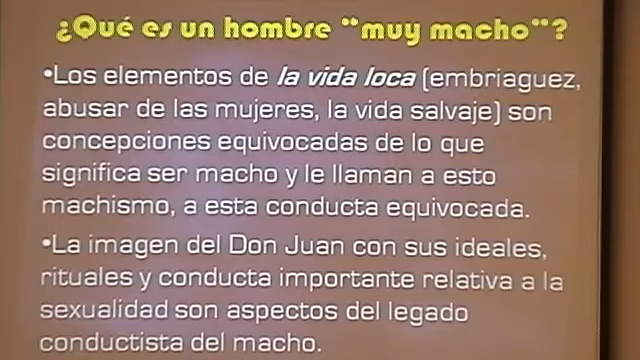 ¿Qué es un hombre “muy macho”?
•Los elementos de la vida loca (embriaguez,
abusar de las mujeres, la vida salvaje) son
concepciones equivocadas de lo que
significa ser macho y le llaman a esto
machismo, a esta conducta equivocada.
•La imagen del Don Juan con sus ideales,
rituales y conducta importante relativa a la
sexualidad son aspectos del legado
conductista del macho.